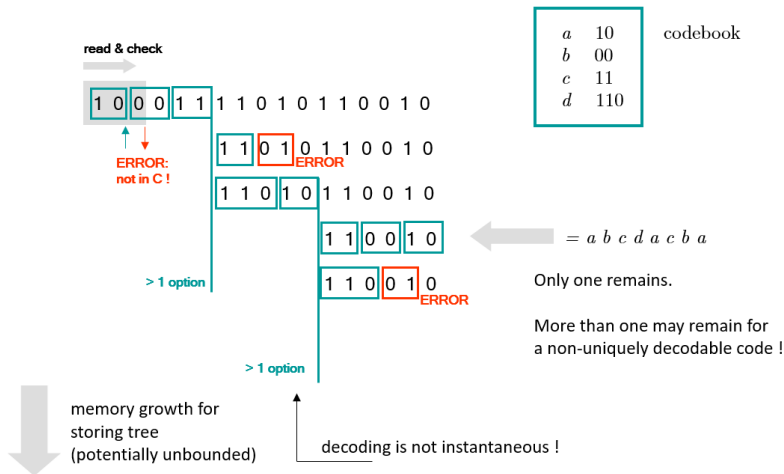 a 10 codebook
b 00
c 11
d 110
read & check
1 0 0 0 1 1 1 1 0 1 0 1 1 0 0 1 0
ERROR:
not in C !
1 1 0 1 0 1 1 0 0 1 0
ERROR
1 1 0 1 0 1 1 0 0 1 0
1 1 0 0 1 0
= a b c d a c b a
> 1 option
1 1 0 0 1 0
ERROR
Only one remains.
More than one may remain for
a non-uniquely decodable code !
> 1 option
memory growth for
storing tree
(potentially unbounded)
decoding is not instantaneous !